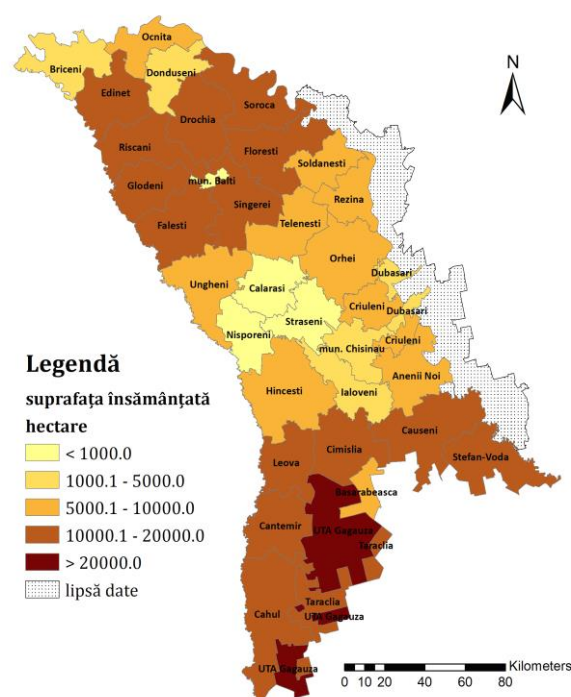 Ocnita
Briceni
Donduseni
N
Edinet
Soroca
Drochia
Riscani
Floresti
Soldanesti
Glodeni
mun. Balti
Rezina
Singerei
Falesti
Telenesti
Orhei
Ungheni
Dubasari
Calarasi
Criuleni
Dubasari
Straseni
Nisporeni
mun. Chisinau
Criuleni
Anenii Noi
Hincesti
Ialoveni
Causeni
Cimislia
Stefan-Voda
Leova
Basarabeasca
Cantemir
UTA Gagauza
Taraclia
Taraclia
Cahul
UTA Gagauza
UTA Gagauza
Legendă
suprafața însămânțată
hectare
< 1000.0
1000.1 - 5000.0
5000.1 - 10000.0
10000.1 - 20000.0
> 20000.0
lipsă date
Kilometers
0 10 20 40 60 80